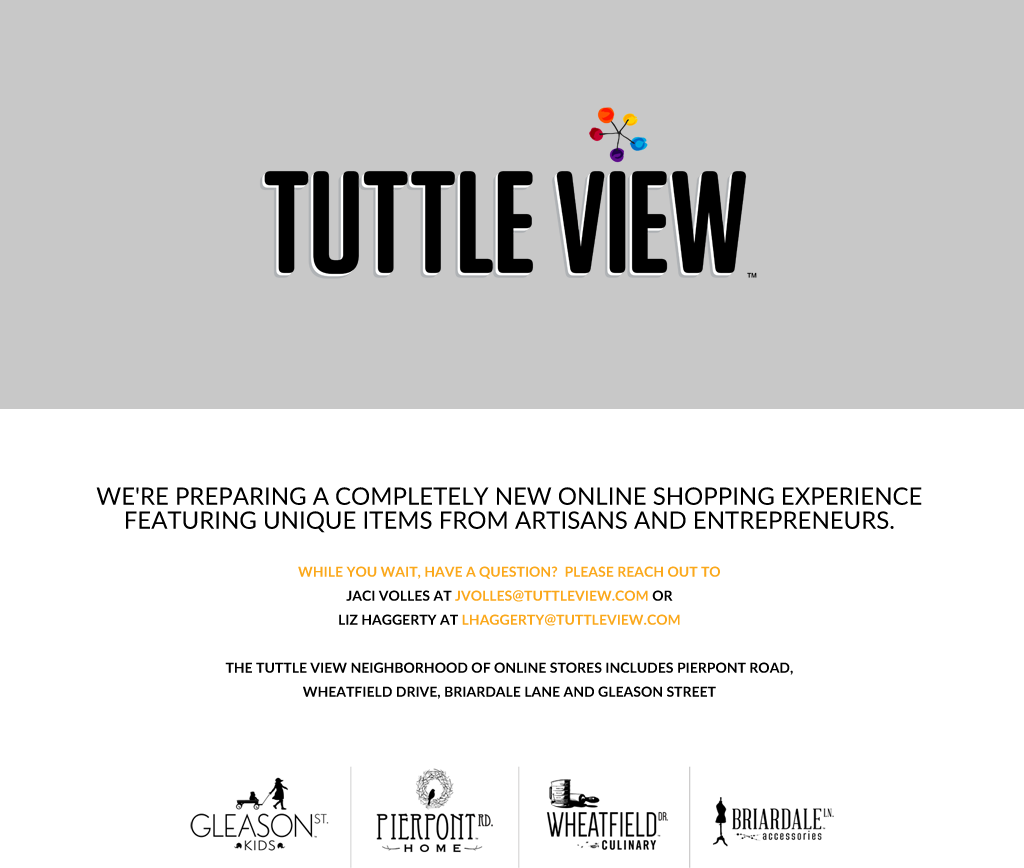 TUTTLE VIEW TM
WE'RE PREPARING A COMPLETELY NEW ONLINE SHOPPING EXPERIENCE
FEATURING UNIQUE ITEMS FROM ARTISANS AND ENTREPRENEURS.
WHILE YOU WAIT, HAVE A QUESTION? PLEASE REACH OUT TO
JACI VOLLES AT JVOLLES@TUTTLEVIEW.COM OR
LIZ HAGGERTY AT LHAGGERTY@TUTTLEVIEW.COM
THE TUTTLE VIEW NEIGHBORHOOD OF ONLINE STORES INCLUDES PIERPONT ROAD,
WHEATFIELD DRIVE, BRIARDALE LANE AND GLEASON STREET
GLEASON ST.
KIDS
PIERPONT RD.
HOME
WHEATFIELD DR.
CULINARY
BRIARDALE LN.
accessories